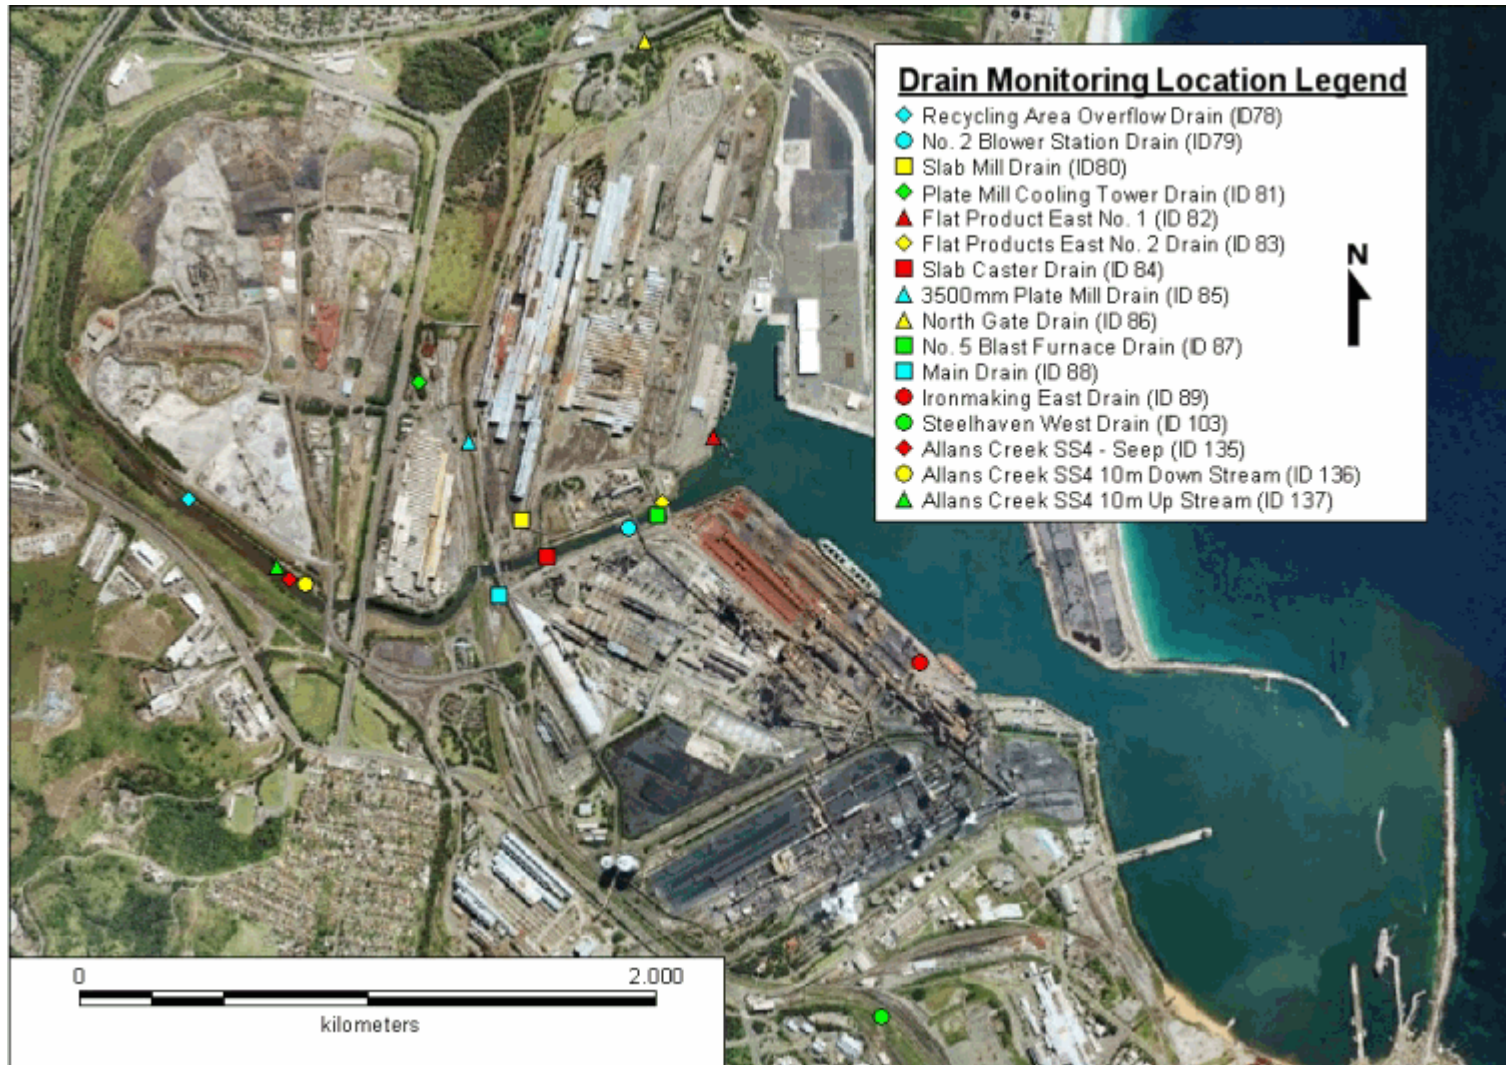 Drain Monitoring Location Legend
Recycling Area Overflow Drain (ID78)
No. 2 Blower Station Drain (ID79)
Slab Mill Drain (ID80)
Plate Mill Cooling Tower Drain (ID 81)
Flat Product East No. 1 (ID 82)
Flat Products East No. 2 Drain (ID 83)
Slab Caster Drain (ID 84)
3500mm Plate Mill Drain (ID 85)
North Gate Drain (ID 86)
No. 5 Blast Furnace Drain (ID 87)
Main Drain (ID 88)
Ironmaking East Drain (ID 89)
Steelhaven West Drain (ID 103)
Allans Creek SS4 - Seep (ID 135)
Allans Creek SS4 10m Down Stream (ID 136)
Allans Creek SS4 10m Up Stream (ID 137)
N
0 2.000
kilometers